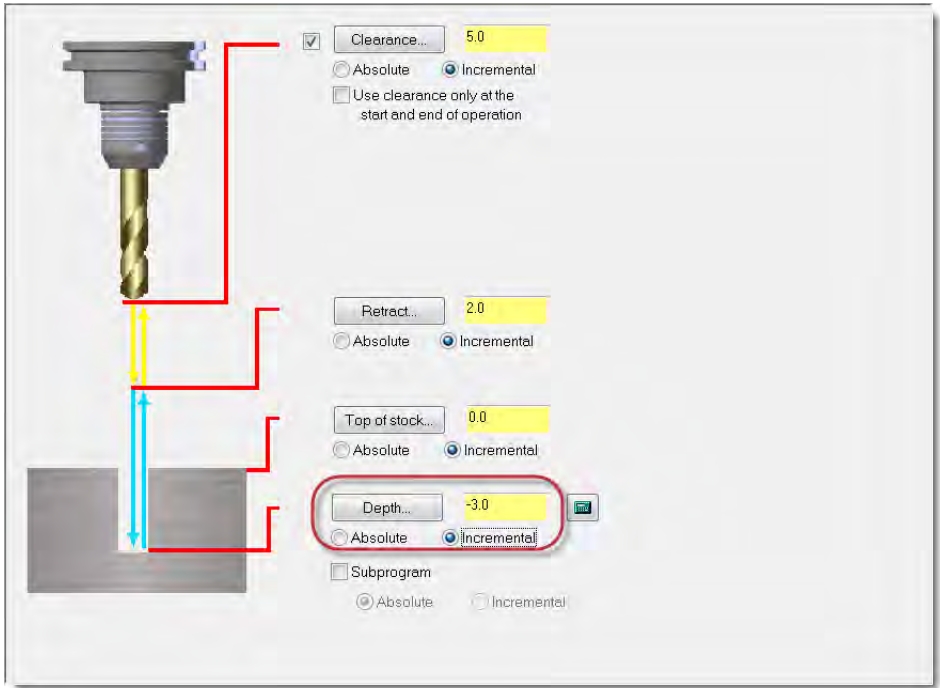 Clearance... 5.0
Absolute Incremental
Use clearance only at the
start and end of operation
Retract... 2.0
Absolute Incremental
Top of stock... 0.0
Absolute Incremental
Depth... -3.0
Absolute Incremental
Subprogram
Absolute Incremental